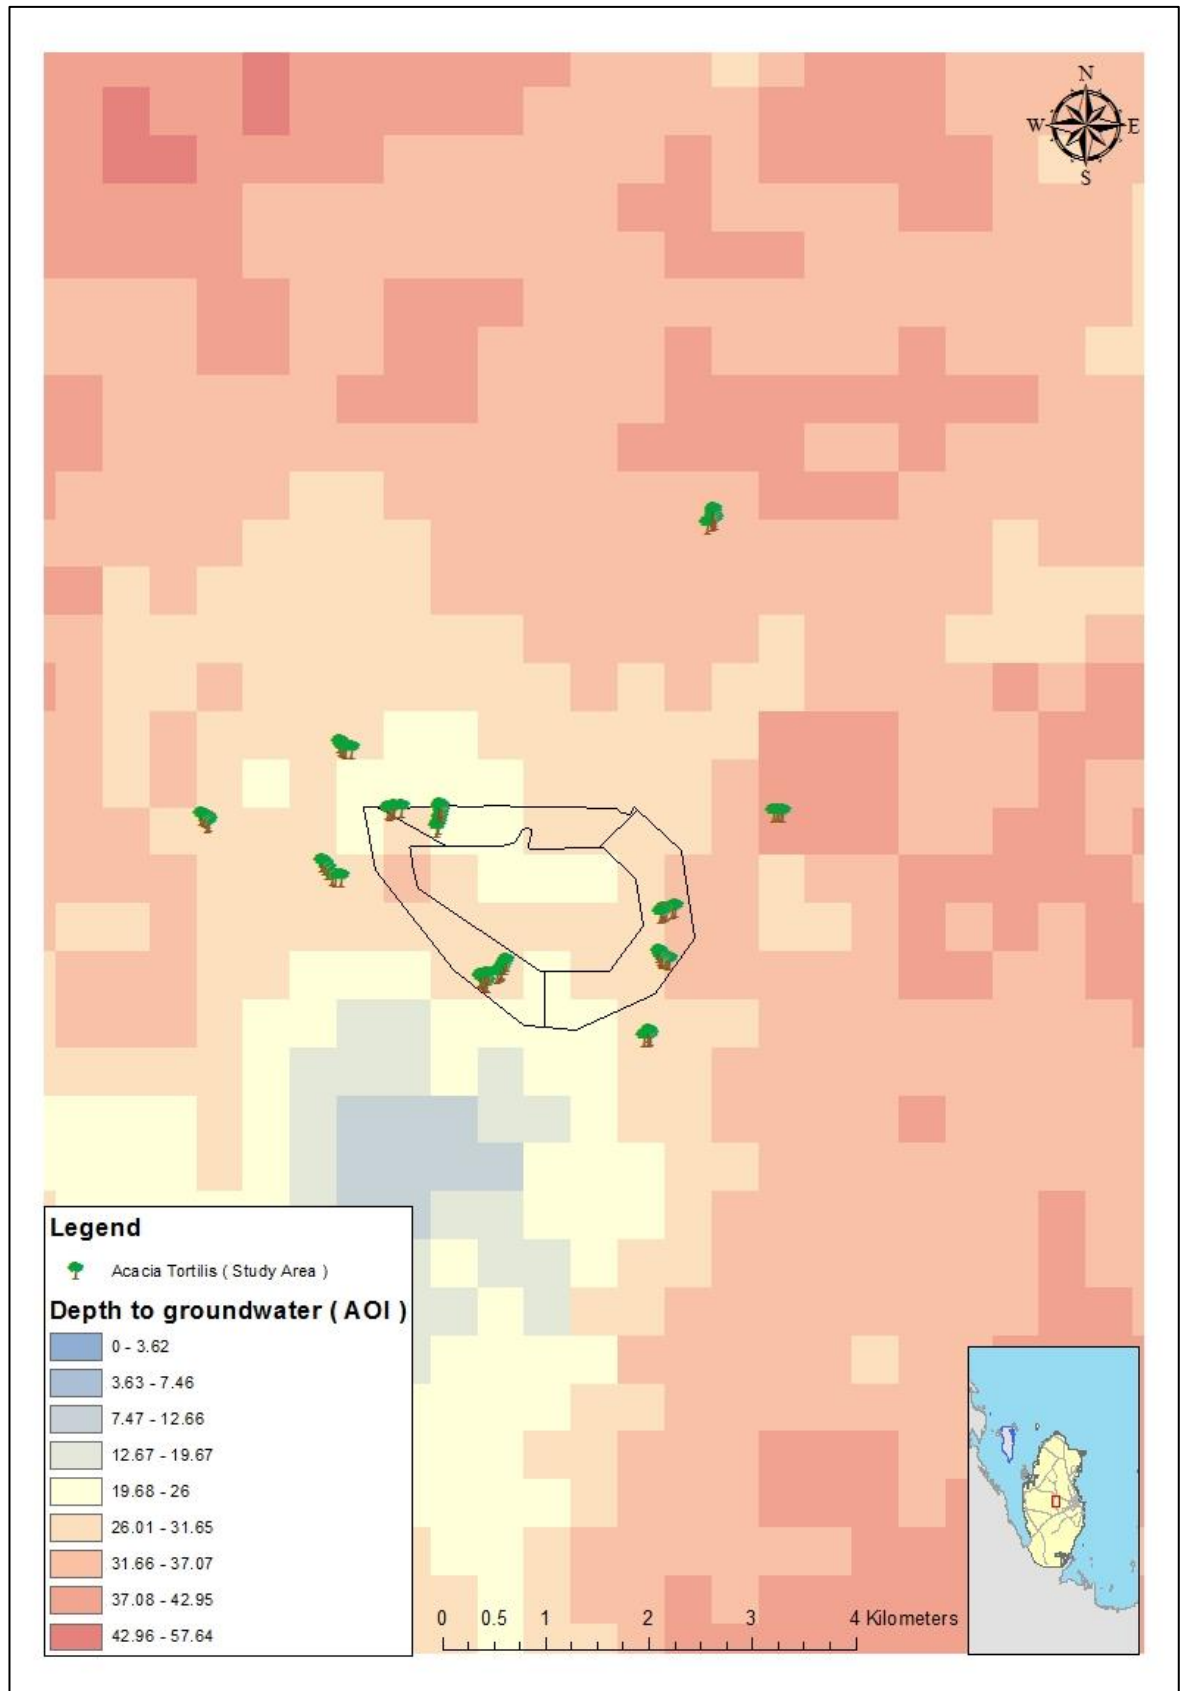 N
W E
S
Legend
Acacia Tortilis ( Study Area )
Depth to groundwater ( AOI )
0 - 3.62
3.63 - 7.46
7.47 - 12.66
12.67 - 19.67
19.68 - 26
26.01 - 31.65
31.66 - 37.07
37.08 - 42.95
42.96 - 57.64
0 0.5 1 2 3 4 Kilometers